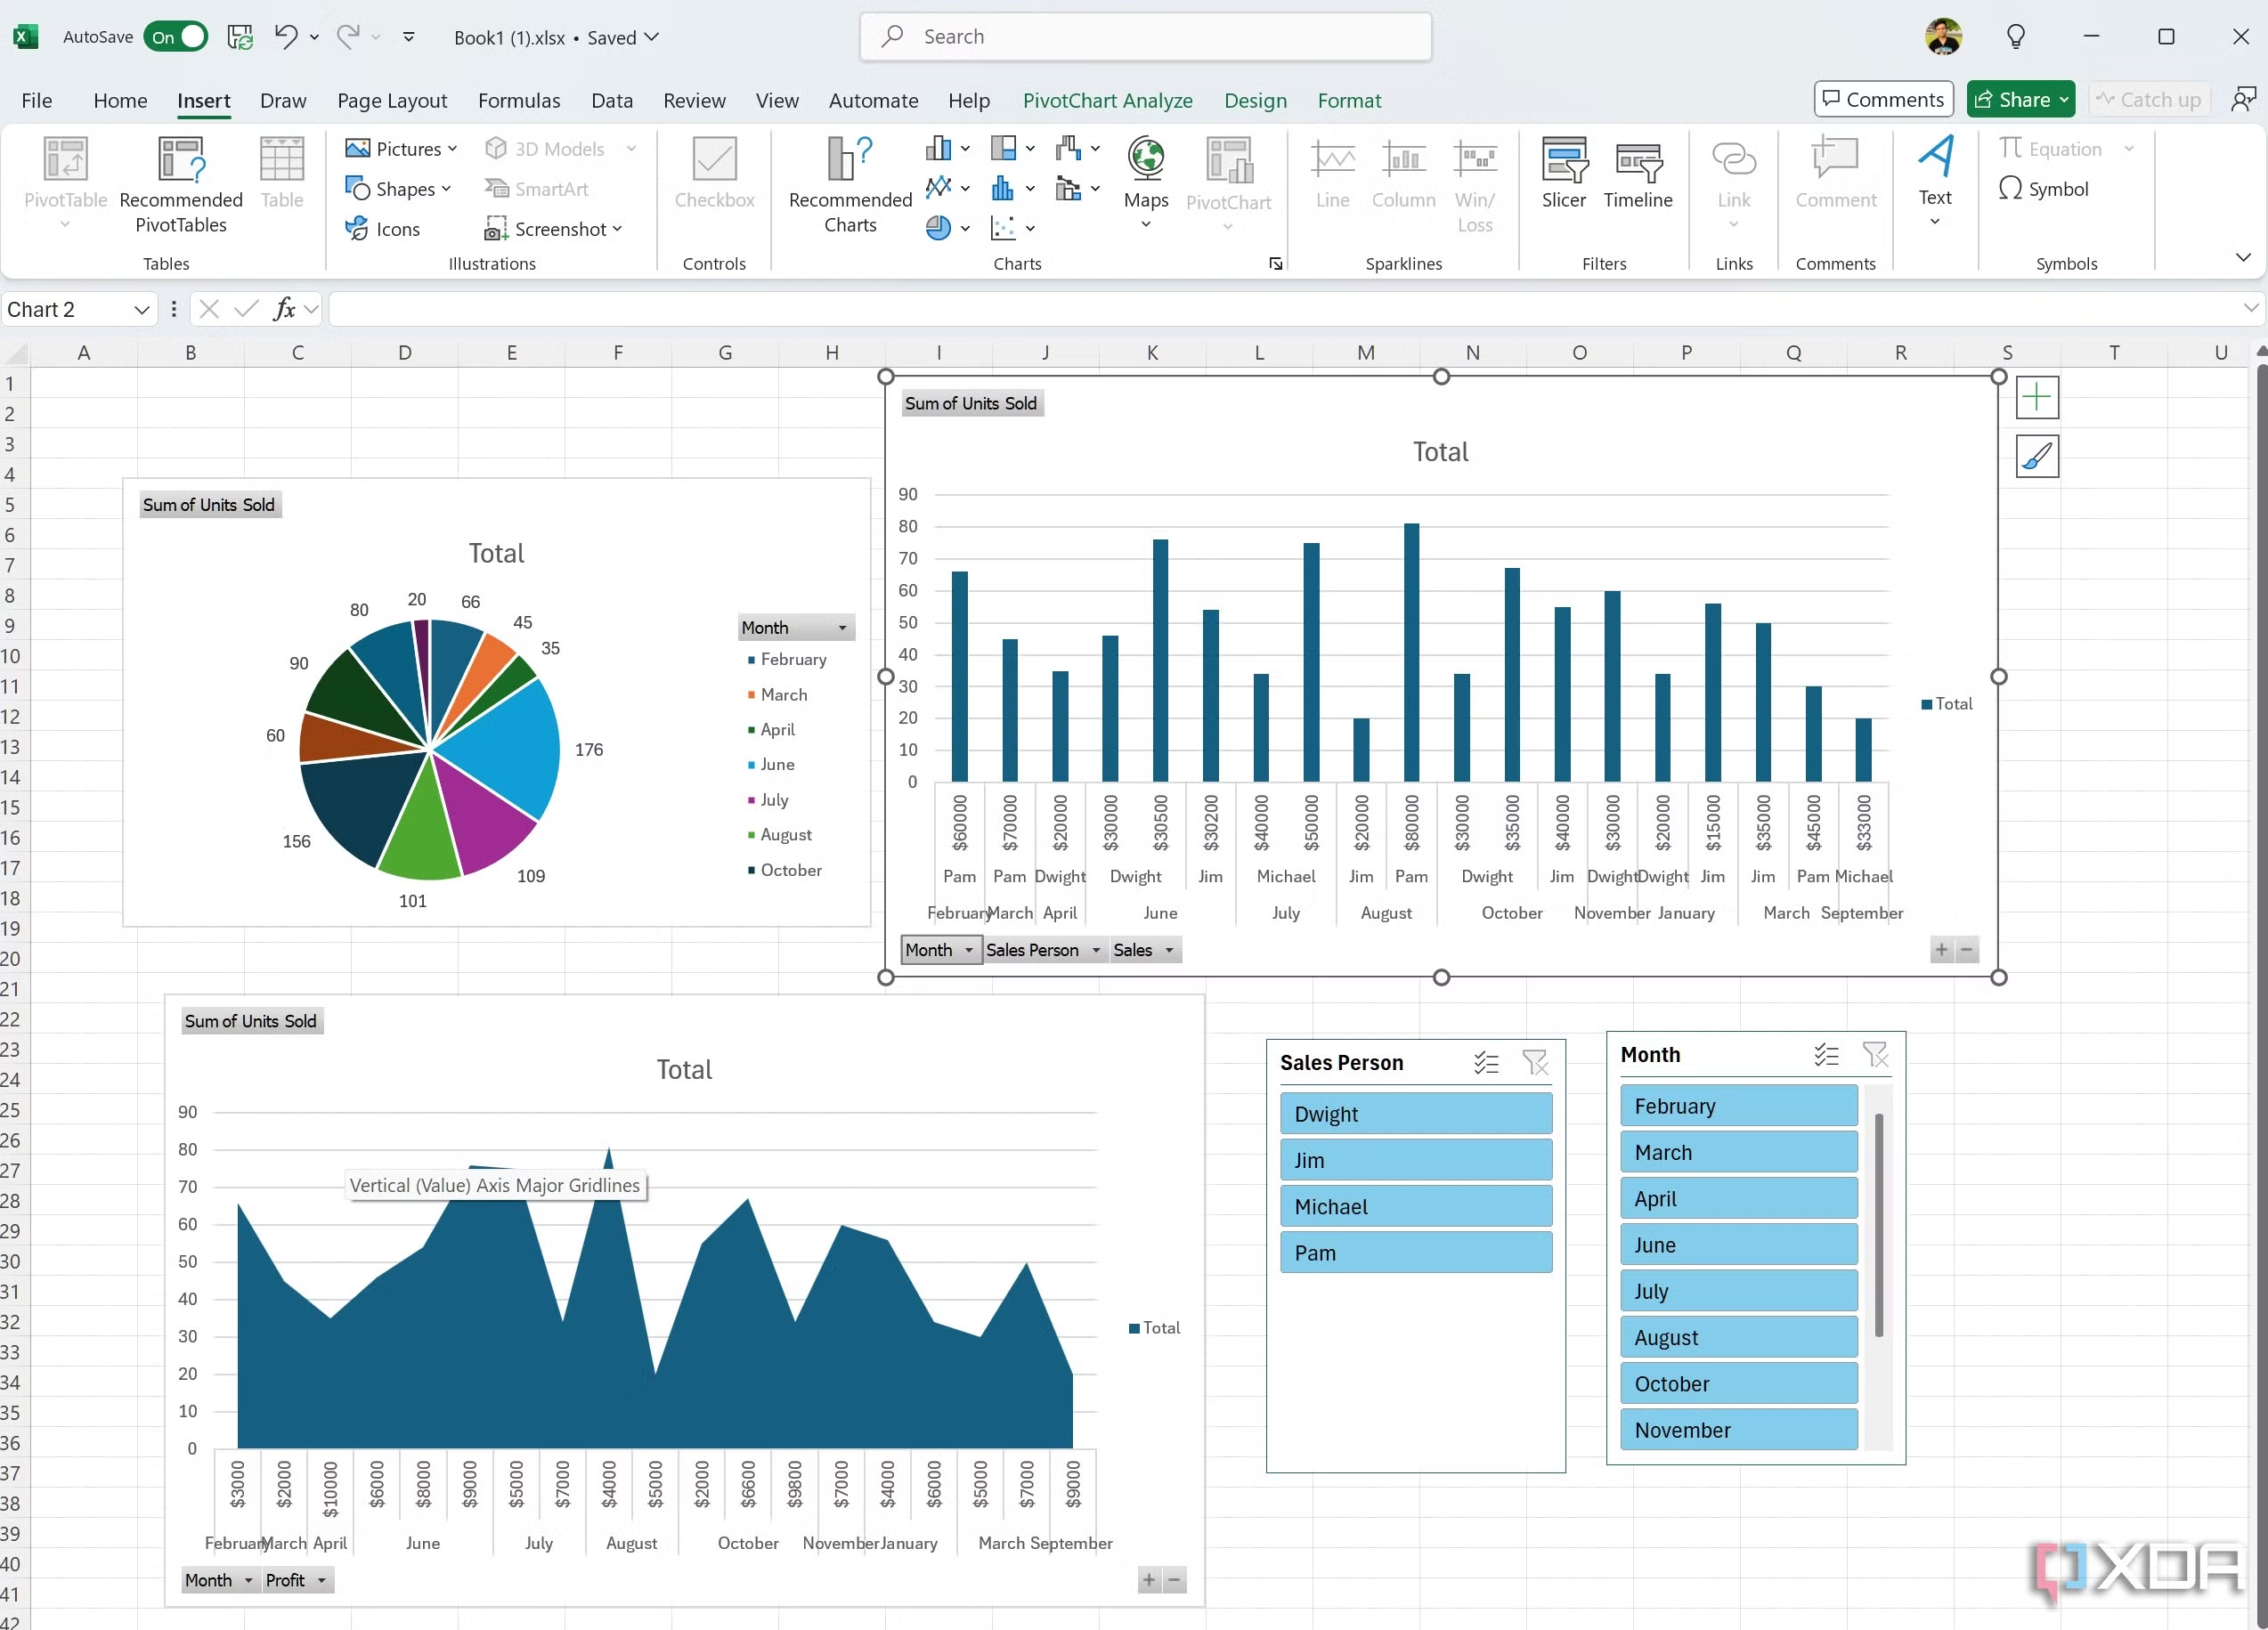 AutoSave On Book1 (1).xlsx • Saved Search
File Home Insert Draw Page Layout Formulas Data Review View Automate Help PivotChart Analyze Design Format Comments Share Catch up
PivotTable
Recommended
PivotTables
Table
Tables
Pictures
Shapes
Icons
3D Models
SmartArt
Screenshot
Illustrations
Checkbox
Controls
Recommended
Charts
Maps
PivotChart
Charts
Line
Column
Win/
Loss
Sparklines
Slicer
Timeline
Filters
Link
Links
Comment
Comments
Text
Equation
Symbol
Symbols
Chart 2 fx
A B C D E F G H I J K L M N O P Q R S T U
1
2
3
4
5
6
7
8
9
10
11
12
13
14
15
16
17
18
19
20
21
22
23
24
25
26
27
28
29
30
31
32
33
34
35
36
37
38
39
40
41
42
Sum of Units Sold
Total
20 66
80 45
35
90
176
60
156
109
101
Month
February
March
April
June
July
August
October
Sum of Units Sold
Total
90
80
70
60
50
40
30
20
10
0
Total
$60000 $70000 $20000 $30000 $30500 $30200 $40000 $50000 $20000 $80000 $30000 $35000 $40000 $30000 $20000 $15000 $35000 $45000 $33000
Pam Pam Dwight Dwight Jim Michael Jim Pam Dwight Jim Dwight Dwight Jim Jim Pam Michael
February March April June July August October November January March September
Month Sales Person Sales + −
Sum of Units Sold
Total
90
80
70
60
50
40
30
20
10
0
Vertical (Value) Axis Major Gridlines
Total
$3000 $2000 $10000 $6000 $8000 $9000 $5000 $7000 $4000 $5000 $2000 $6600 $9800 $7000 $4000 $6000 $5000 $7000 $9000
February March April June July August October November January March September
Month Profit + −
Sales Person
Dwight
Jim
Michael
Pam
Month
February
March
April
June
July
August
October
November
XDA